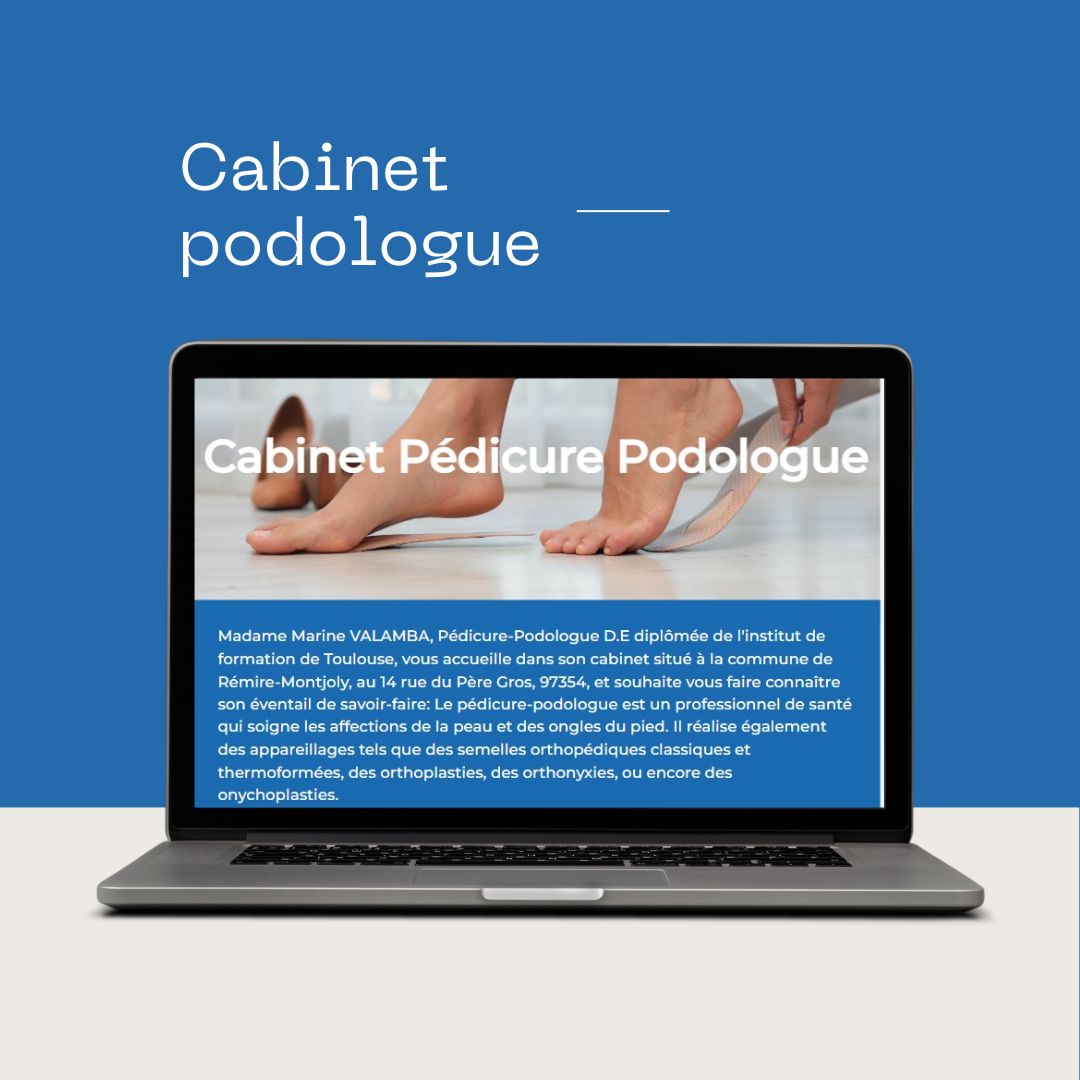 Cabinet
podologue
Cabinet Pédicure Podologue
Madame Marine VALAMBA, Pédicure-Podologue D.E diplômée de l'institut de
formation de Toulouse, vous accueille dans son cabinet situé à la commune de
Rémire-Montjoly, au 14 rue du Père Gros, 97354, et souhaite vous faire connaître
son éventail de savoir-faire: Le pédicure-podologue est un professionnel de santé
qui soigne les affections de la peau et des ongles du pied. Il réalise également
des appareillages tels que des semelles orthopédiques classiques et
thermoformées, des orthoplasties, des orthonyxies, ou encore des
onychoplasties.